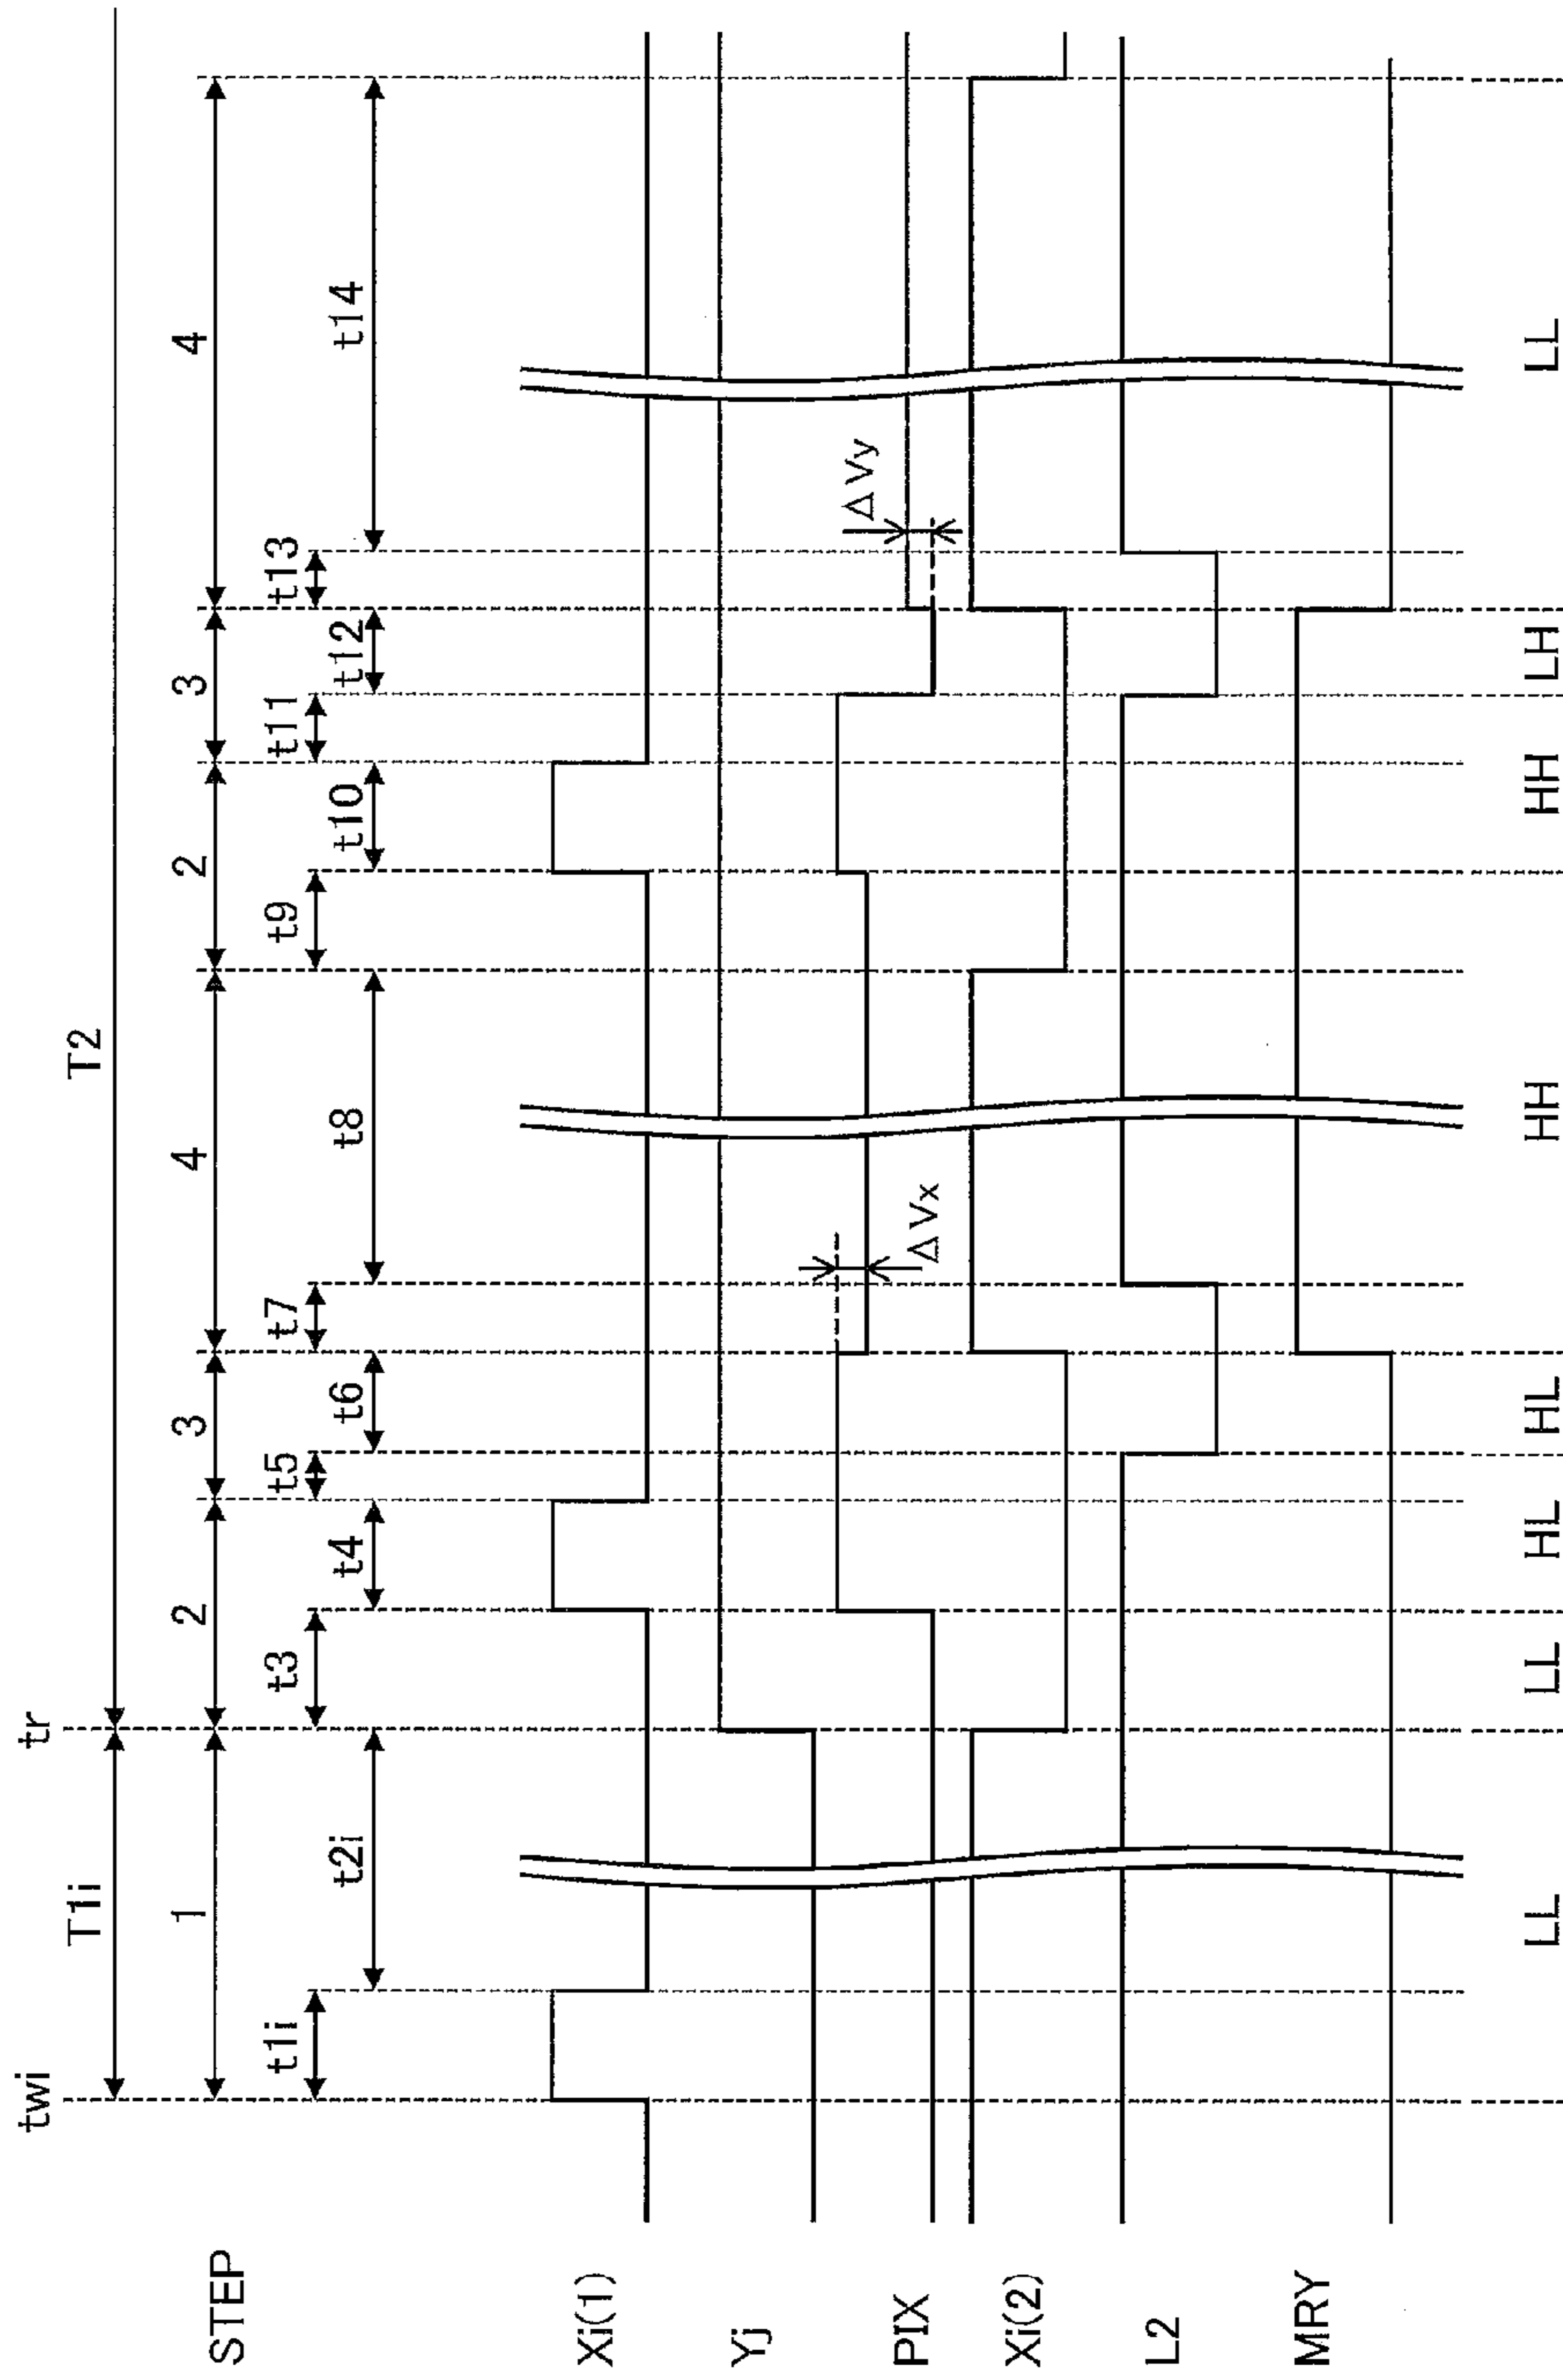 twi
tr
T1i
T2
STEP
1
2
3
4
2
3
4
t1i
t3
t5
t7
t9
t11
t13
t2i
t4
t6
t8
t10
t12
t14
Xi(1)
Yj
PIX
ΔVx
ΔVy
Xi(2)
L2
MRY
LL
LL
HL
HL
HH
HH
LH
LL